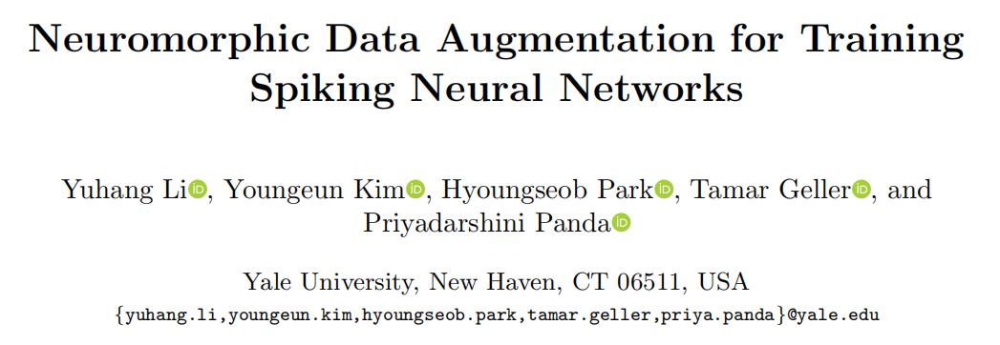 Neuromorphic Data Augmentation for Training
Spiking Neural Networks
Yuhang Li, Youngeun Kim, Hyoungseob Park, Tamar Geller, and
Priyadarshini Panda
Yale University, New Haven, CT 06511, USA
{yuhang.li,youngeun.kim,hyoungseob.park,tamar.geller,priya.panda}@yale.edu